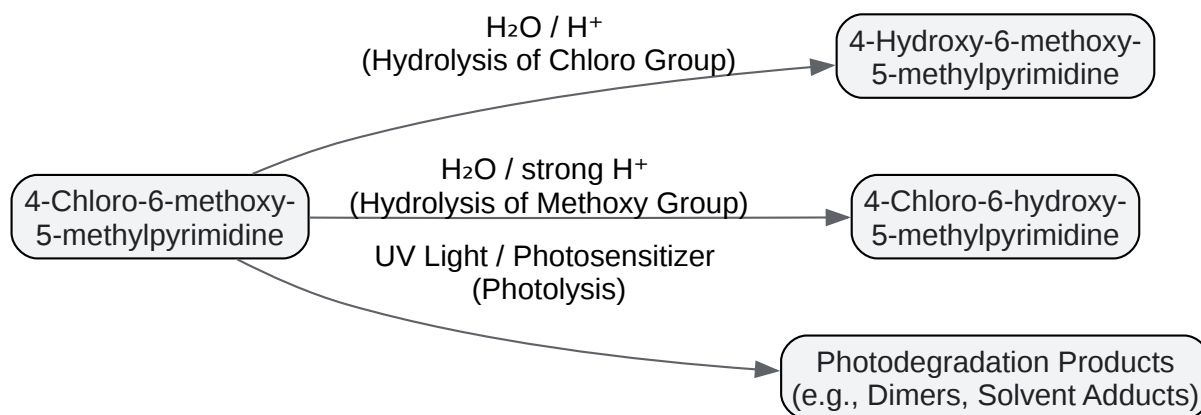 H₂O / H⁺
(Hydrolysis of Chloro Group)
4-Hydroxy-6-methoxy-
5-methylpyrimidine
4-Chloro-6-methoxy-
5-methylpyrimidine
H₂O / strong H⁺
(Hydrolysis of Methoxy Group)
4-Chloro-6-hydroxy-
5-methylpyrimidine
UV Light / Photosensitizer
(Photolysis)
Photodegradation Products
(e.g., Dimers, Solvent Adducts)